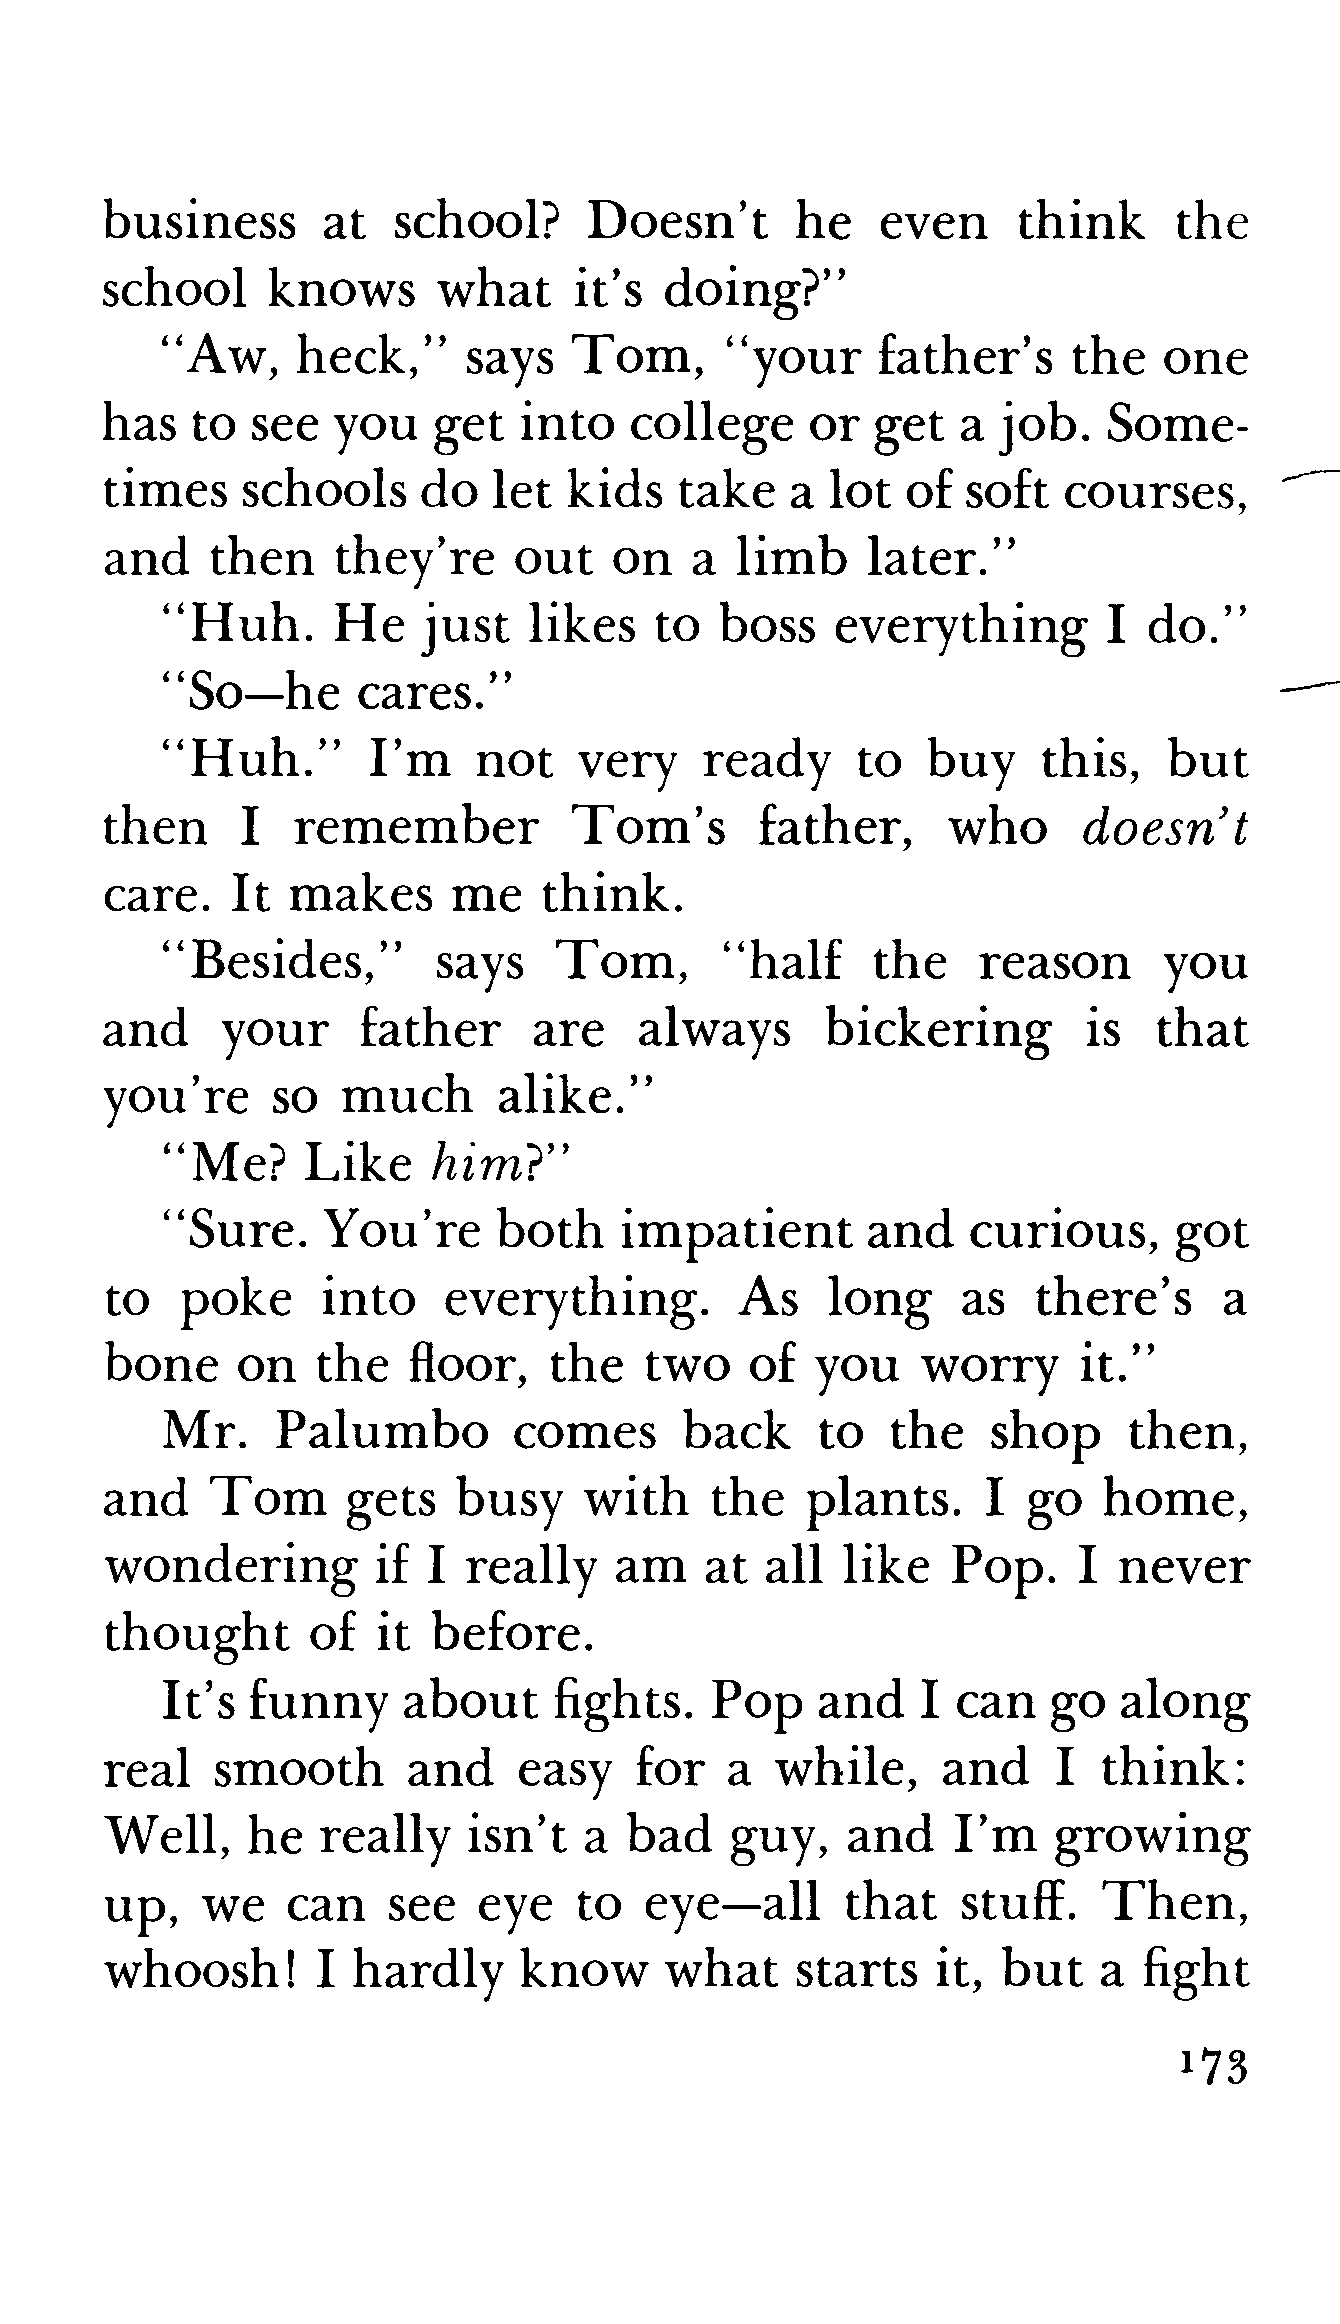 business at school? Doesn't he even think the
school knows what it's doing?"
"Aw, heck," says Tom, "your father's the one
has to see you get into college or get a job. Some-
times schools do let kids take a lot of soft courses,
and then they're out on a limb later."
"Huh. He just likes to boss everything I do."
"So—he cares."
"Huh." I'm not very ready to buy this, but
then I remember Tom's father, who doesn't
care. It makes me think.
"Besides," says Tom, "half the reason you
and your father are always bickering is that
you're so much alike."
"Me? Like him?"
"Sure. You're both impatient and curious, got
to poke into everything. As long as there's a
bone on the floor, the two of you worry it."
Mr. Palumbo comes back to the shop then,
and Tom gets busy with the plants. I go home,
wondering if I really am at all like Pop. I never
thought of it before.
It's funny about fights. Pop and I can go along
real smooth and easy for a while, and I think:
Well, he really isn't a bad guy, and I'm growing
up, we can see eye to eye—all that stuff. Then,
whoosh! I hardly know what starts it, but a fight
173